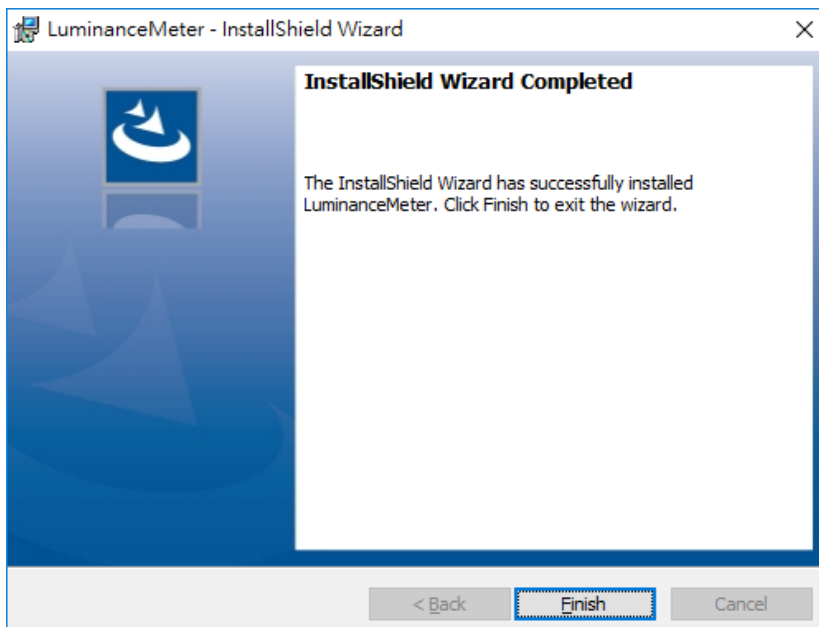 LuminanceMeter - InstallShield Wizard
InstallShield Wizard Completed
The InstallShield Wizard has successfully installed
LuminanceMeter. Click Finish to exit the wizard.
< Back
Finish
Cancel